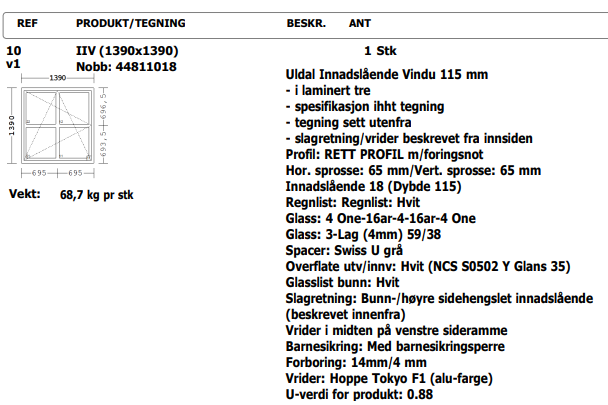 REF PRODUKT/TEGNING BESKR. ANT
10 IIV (1390x1390) 1 Stk
v1 Nobb: 44811018
1390
1390
696,5
693,5
695 695
Vekt: 68,7 kg pr stk
Uldal Innadslående Vindu 115 mm
- i laminert tre
- spesifikasjon ihht tegning
- tegning sett utenfra
- slagretning/vrider beskrevet fra innsiden
Profil: RETT PROFIL m/foringsnot
Hor. sprosse: 65 mm/Vert. sprosse: 65 mm
Innadslående 18 (Dybde 115)
Regnlist: Regnlist: Hvit
Glass: 4 One-16ar-4-16ar-4 One
Glass: 3-Lag (4mm) 59/38
Spacer: Swiss U grå
Overflate utv/innv: Hvit (NCS S0502 Y Glans 35)
Glasslist bunn: Hvit
Slagretning: Bunn-/høyre sidehengslet innadslående
(beskrevet innenfra)
Vrider i midten på venstre sideramme
Barnesikring: Med barnesikringsperre
Forboring: 14mm/4 mm
Vrider: Hoppe Tokyo F1 (alu-farge)
U-verdi for produkt: 0.88